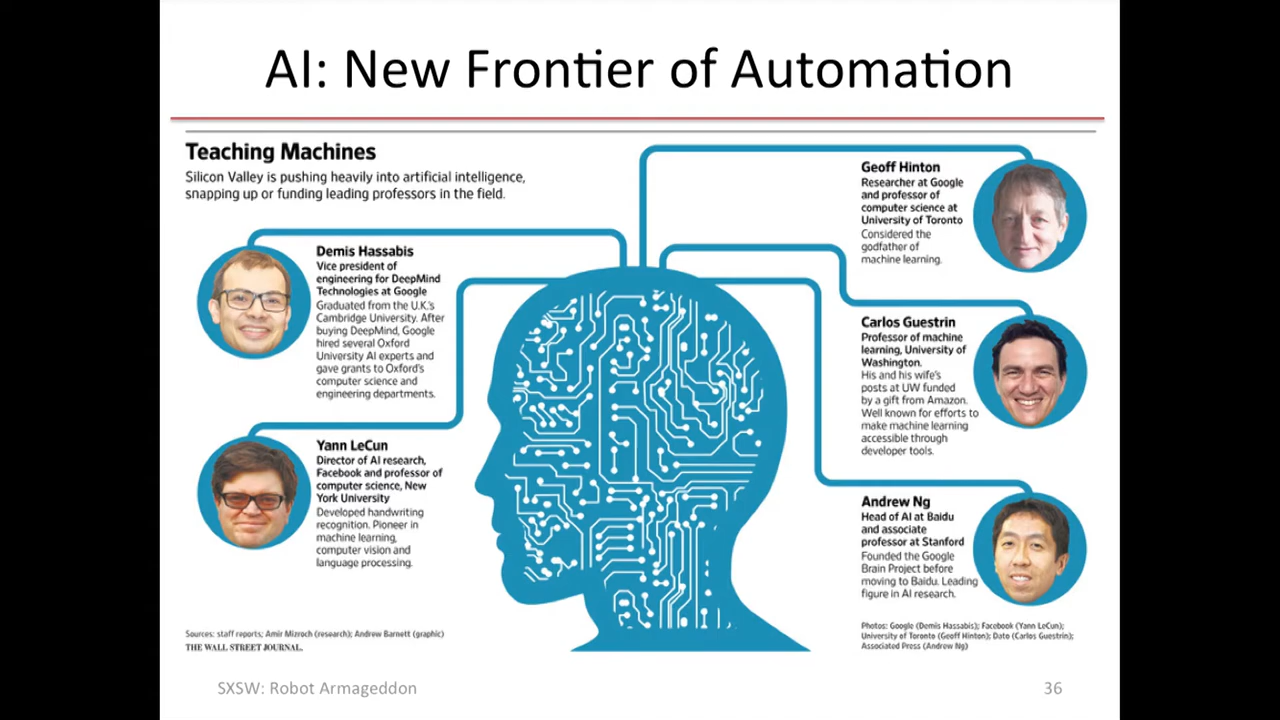 AI: New Frontier of Automation
Teaching Machines
Silicon Valley is pushing heavily into artificial intelligence,
snapping up or funding leading professors in the field.
Demis Hassabis
Vice president of
engineering for DeepMind
Technologies at Google
Graduated from the U.K.'s
Cambridge University. After
buying DeepMind, Google
hired several Oxford
University AI experts and
gave grants to Oxford's
computer science and
engineering departments.
Yann LeCun
Director of AI research,
Facebook and professor of
computer science, New
York University
Developed handwriting
recognition. Pioneer in
machine learning,
computer vision and
language processing.
Geoff Hinton
Researcher at Google
and professor of
computer science at
University of Toronto
Considered the
godfather of
machine learning.
Carlos Guestrin
Professor of machine
learning, University of
Washington.
His and his wife's
posts at UW funded
by a gift from Amazon.
Well known for efforts to
make machine learning
accessible through
developer tools.
Andrew Ng
Head of AI at Baidu
and associate
professor at Stanford
Founded the Google
Brain Project before
moving to Baidu. Leading
figure in AI research.
Sources: staff reports; Amir Mizroch (research); Andrew Barnett (graphic)
THE WALL STREET JOURNAL.
Photos: Google (Demis Hassabis); Facebook (Yann LeCun);
University of Toronto (Geoff Hinton); Dato (Carlos Guestrin);
Associated Press (Andrew Ng)
SXSW: Robot Armageddon
36